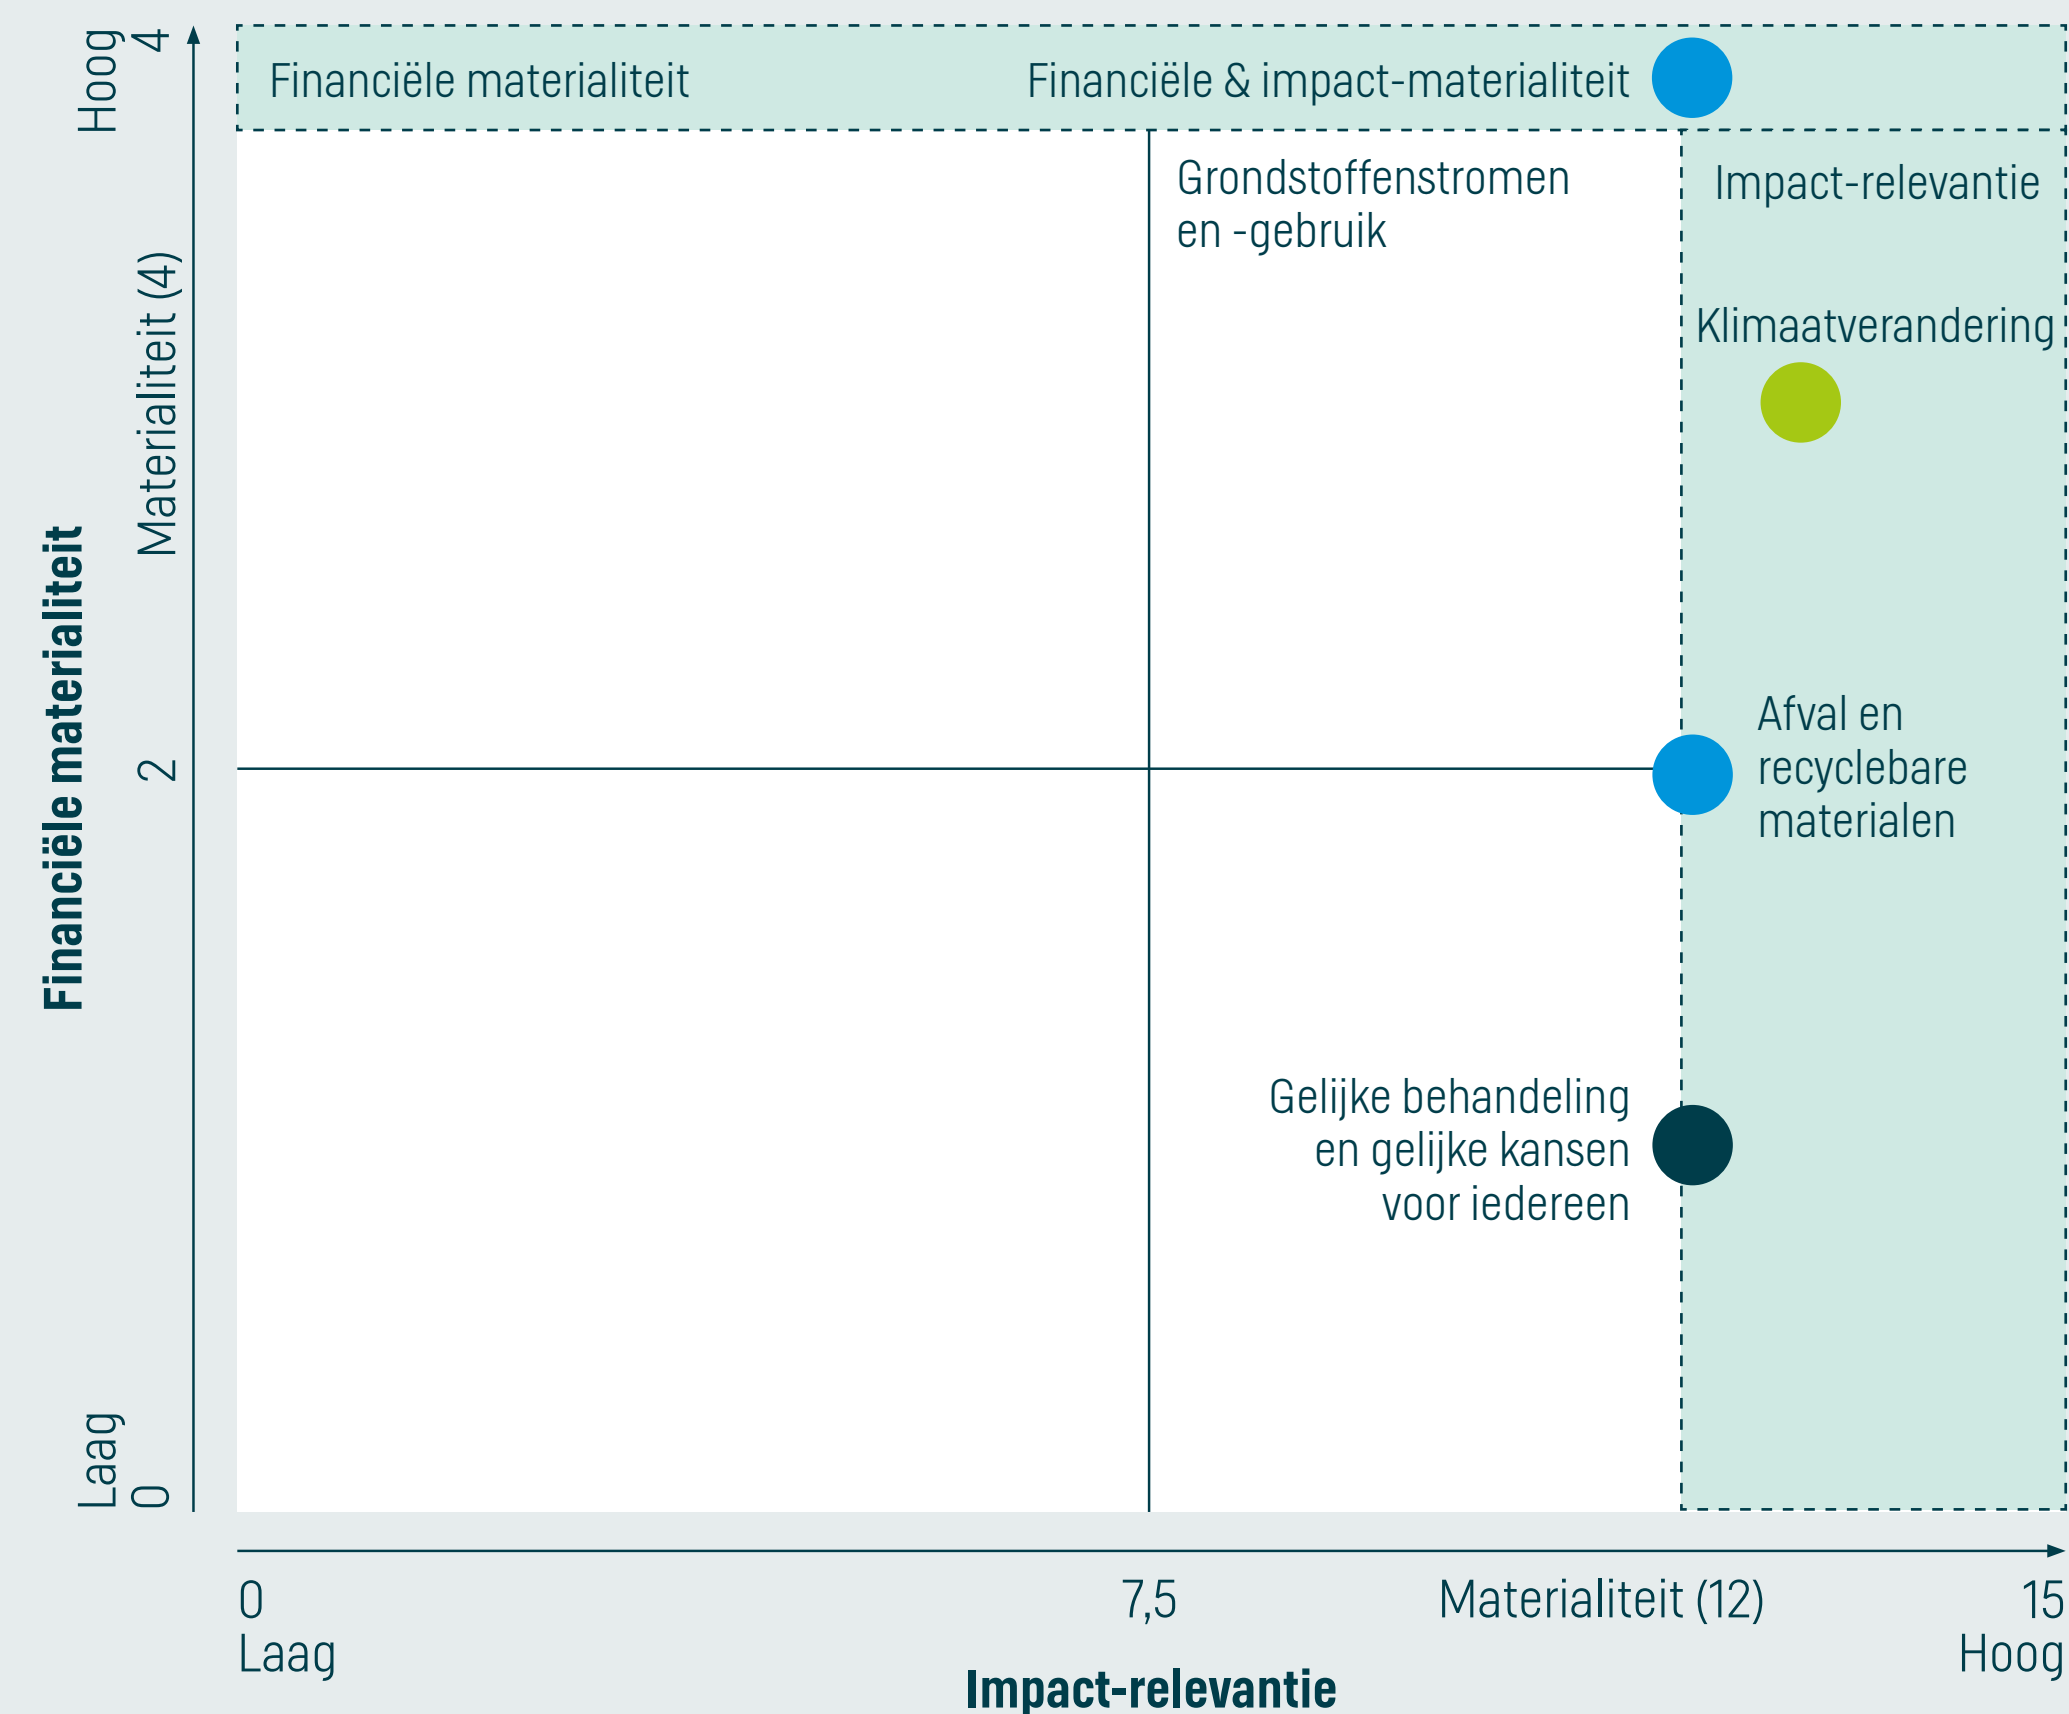 Hoog
4
Materialiteit (4)
Financiële materialiteit
2
Laag
0
Financiële materialiteit
Financiële & impact-materialiteit
Grondstoffenstromen
en -gebruik
Impact-relevantie
Klimaatverandering
Afval en
recyclebare
materialen
Gelijke behandeling
en gelijke kansen
voor iedereen
0
7,5
Materialiteit (12)
15
Laag
Hoog
Impact-relevantie